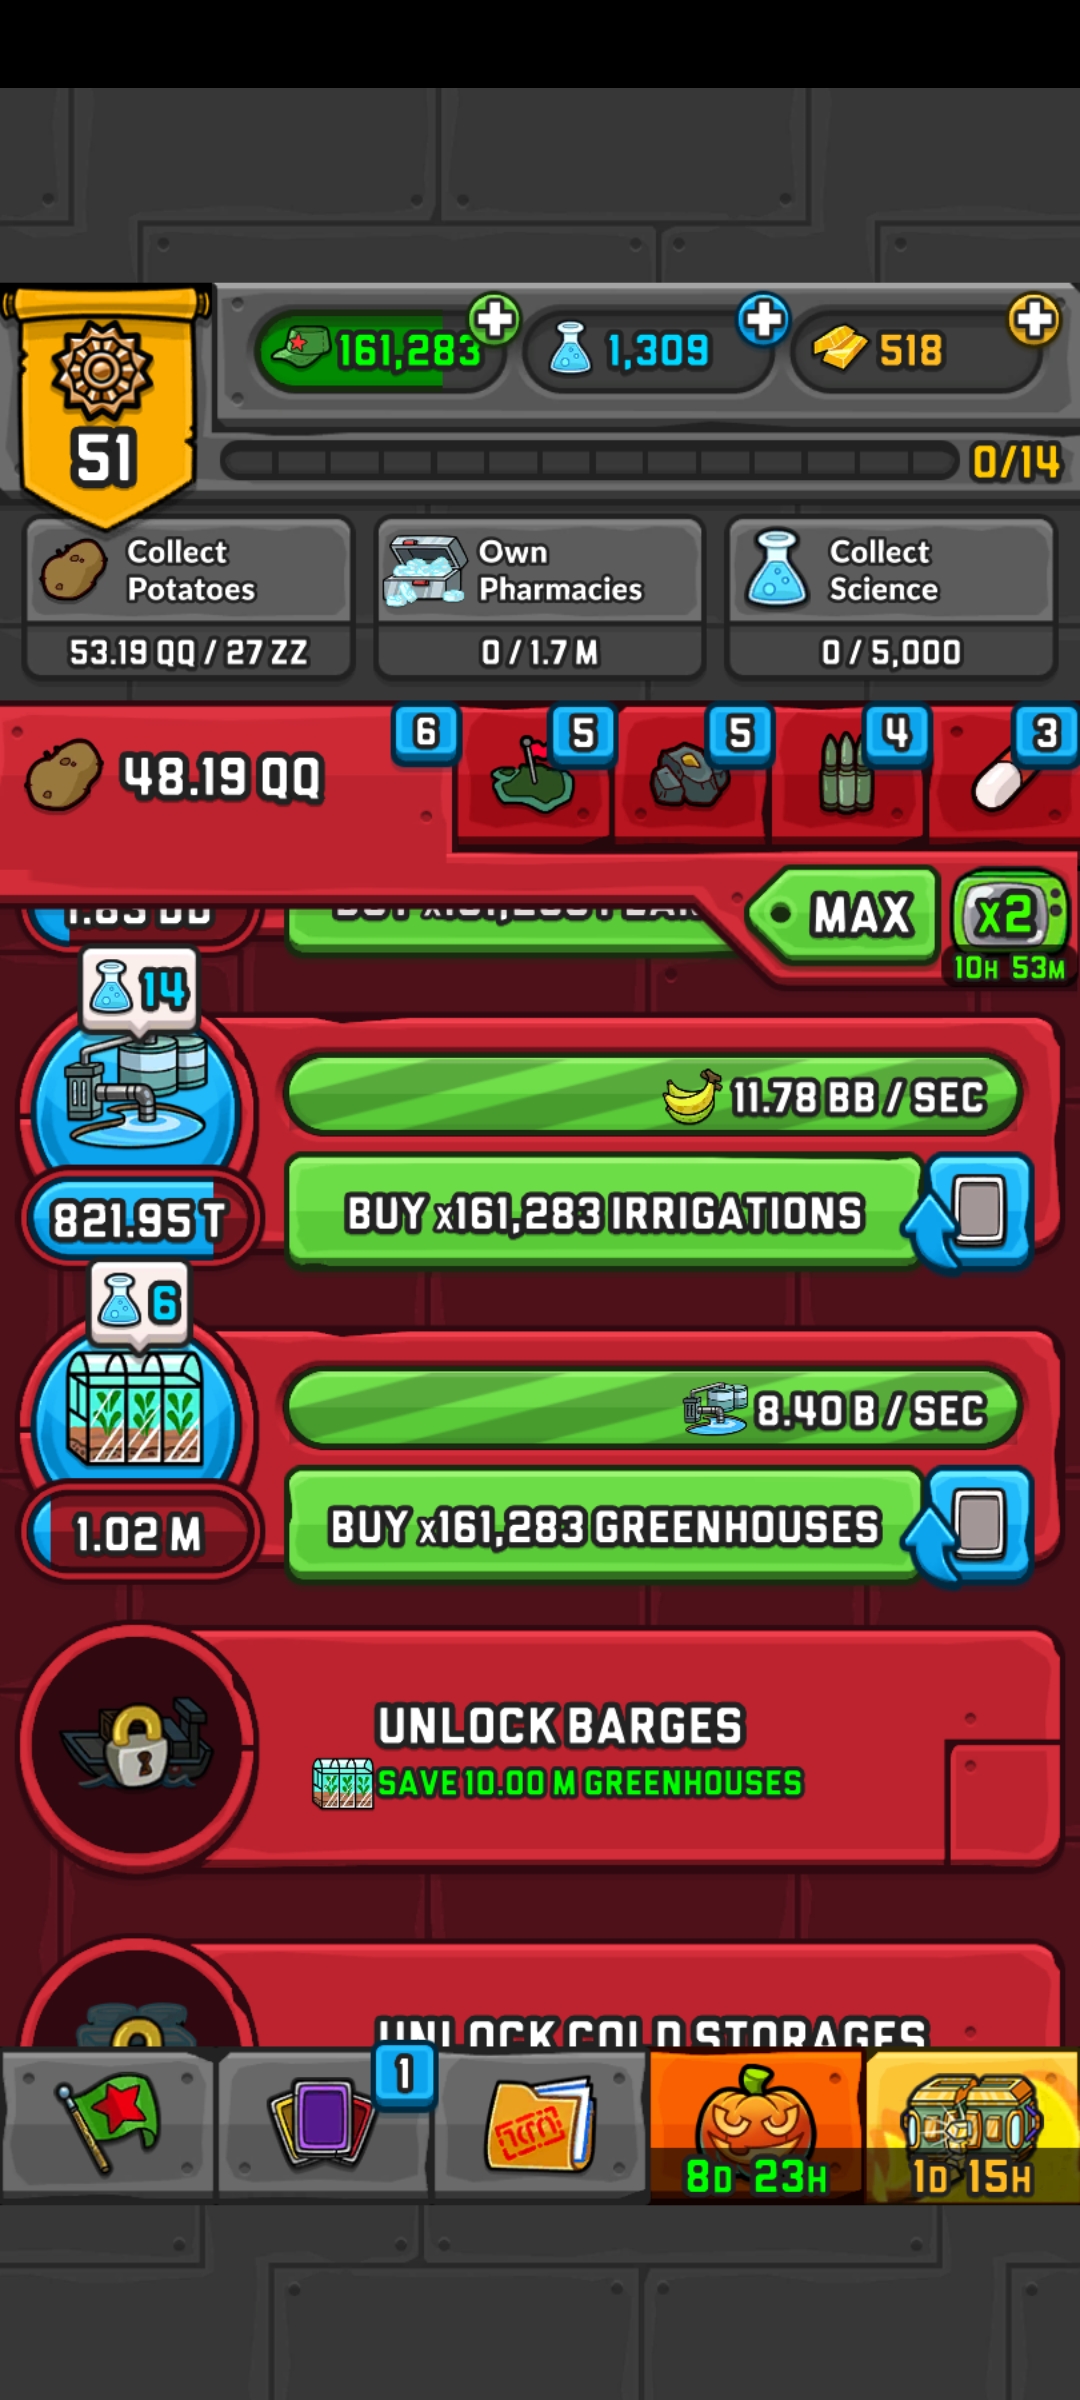 161,283
1,309
518
51
0/14
Collect
Potatoes
53.19 QQ / 27 ZZ
Own
Pharmacies
0 / 1.7 M
Collect
Science
0 / 5,000
48.19 QQ
6
5
5
4
3
MAX
x2
10H 53M
14
11.78 BB / SEC
821.95 T
BUY x161,283 IRRIGATIONS
6
8.40 B / SEC
1.02 M
BUY x161,283 GREENHOUSES
UNLOCK BARGES
SAVE 10.00 M GREENHOUSES
UNLOCK COLD STORAGES
1
8D 23H
1D 15H